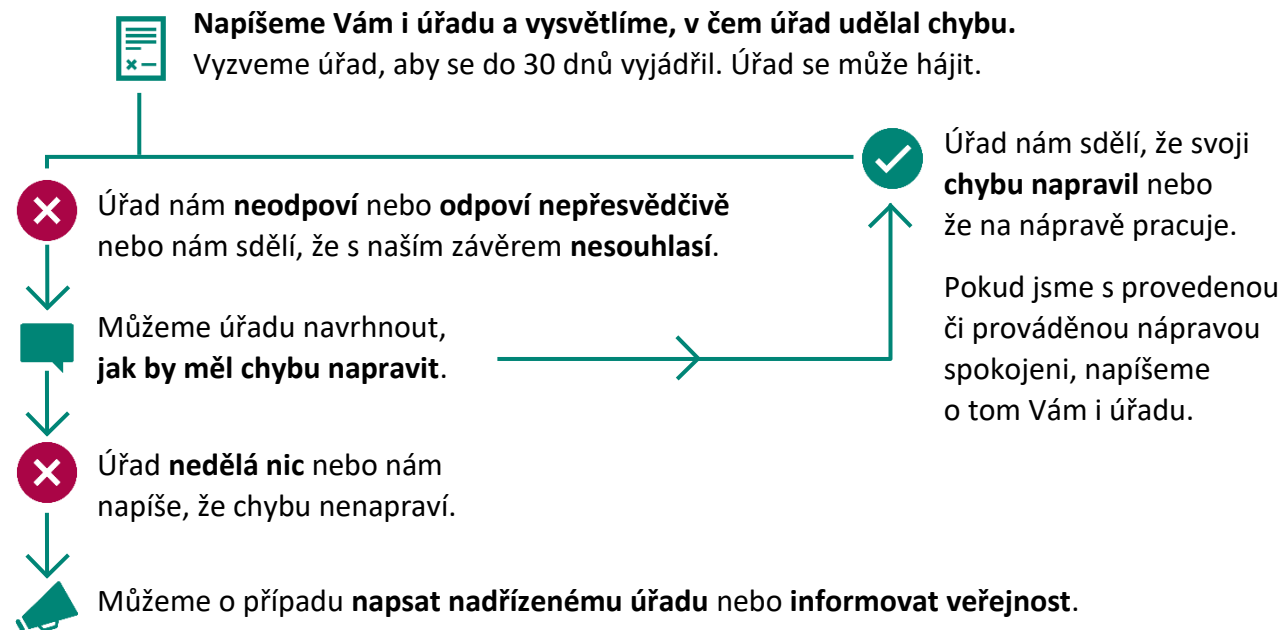 Napíšeme Vám i úřadu a vysvětlíme, v čem úřad udělal chybu.
Vyzveme úřad, aby se do 30 dnů vyjádřil. Úřad se může hájit.
Úřad nám neodpoví nebo odpoví nepřesvědčivě
nebo nám sdělí, že s naším závěrem nesouhlasí.
Můžeme úřadu navrhnout,
jak by měl chybu napravit.
Úřad nedělá nic nebo nám
napíše, že chybu nenapraví.
Můžeme o případu napsat nadřízenému úřadu nebo informovat veřejnost.
Úřad nám sdělí, že svoji
chybu napravil nebo
že na nápravě pracuje.
Pokud jsme s provedenou
či prováděnou nápravou
spokojeni, napíšeme
o tom Vám i úřadu.